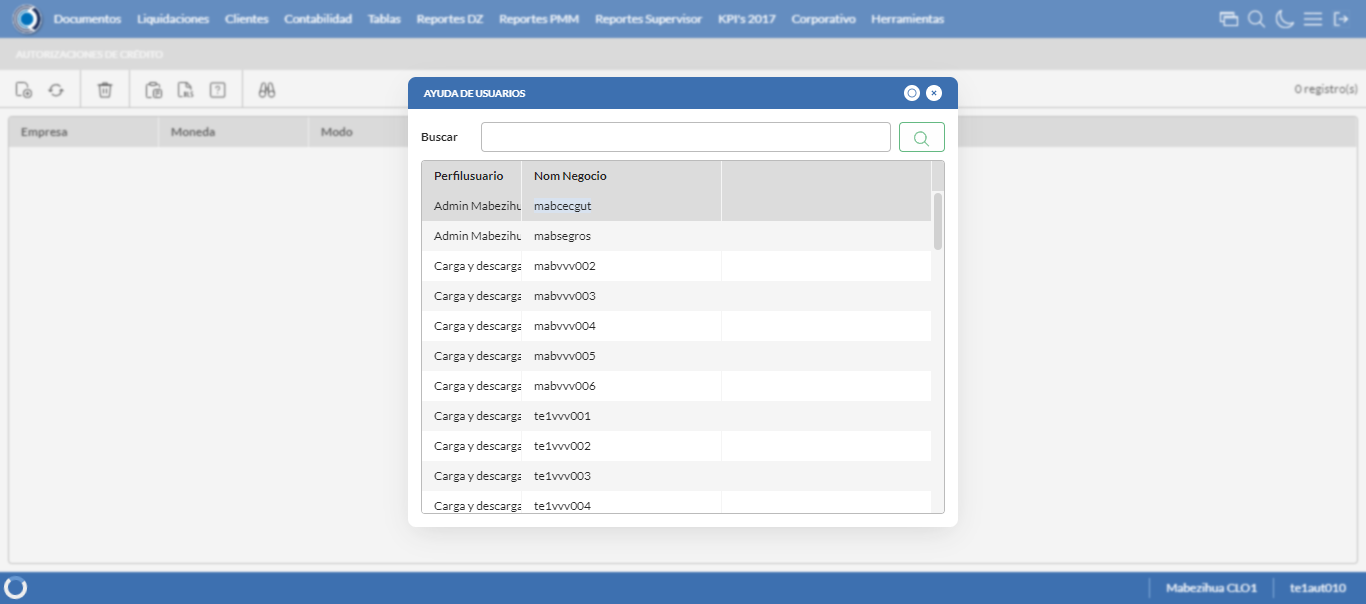 Documentos Liquidaciones Clientes Contabilidad Tablas Reportes DZ Reportes PMM Reportes Supervisor KPI's 2017 Corporativo Herramientas
AUTORIZACIONES DE CRÉDITO
0 registro(s)
Empresa Moneda Modo
AYUDA DE USUARIOS
Buscar
Perfilusuario Nom Negocio
Admin Mabezihu mabcecgut
Admin Mabezihu mabsegros
Carga y descarga mabvvv002
Carga y descarga mabvvv003
Carga y descarga mabvvv004
Carga y descarga mabvvv005
Carga y descarga mabvvv006
Carga y descarga te1vvv001
Carga y descarga te1vvv002
Carga y descarga te1vvv003
Carga y descarga te1vvv004
Mabezihua CLO1 te1aut010